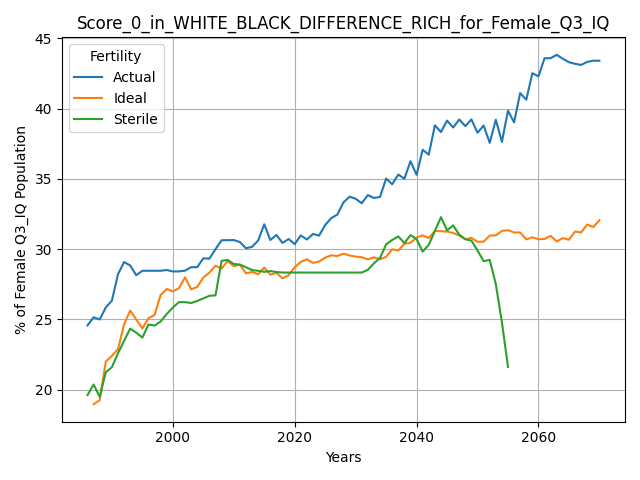 Score_0_in_WHITE_BLACK_DIFFERENCE_RICH_for_Female_Q3_IQ
Fertility
Actual
Ideal
Sterile
% of Female Q3_IQ Population
45
40
35
30
25
20
2000
2020
2040
2060
Years